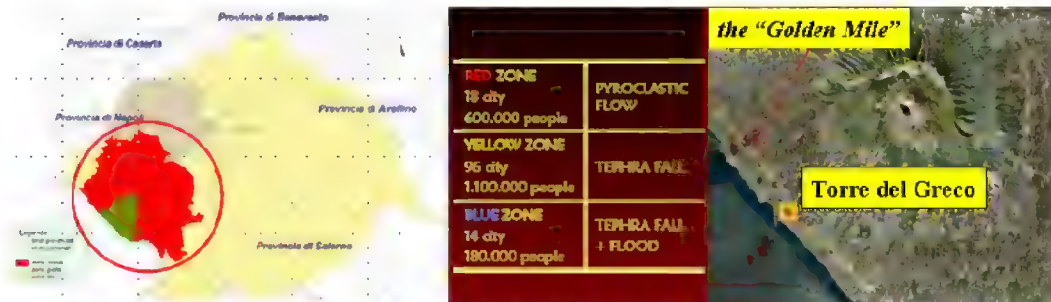 Provincia di Benevento
Provincia di Caserta
Provincia di Avellino
Provincia di Napoli
Provincia di Salerno
RED ZONE
18 city
600.000 people
PYROCLASTIC
FLOW
YELLOW ZONE
96 city
1.100.000 people
TEPHRA FALL
BLUE ZONE
14 city
180.000 people
TEPHRA FALL
+ FLOOD
the “Golden Mile”
Torre del Greco